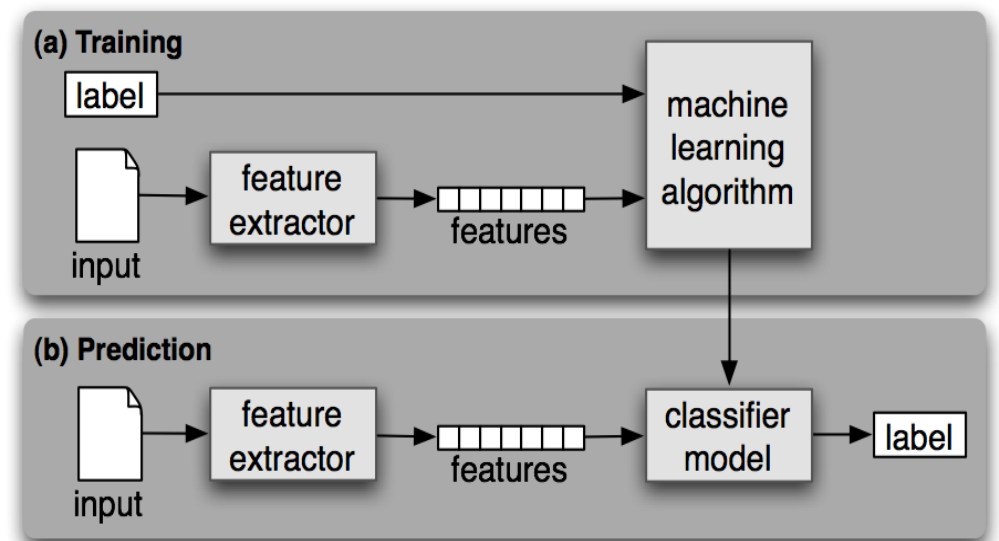 (a) Training
label
machine
learning
algorithm
feature
extractor
features
input
(b) Prediction
feature
extractor
features
classifier
model
label
input